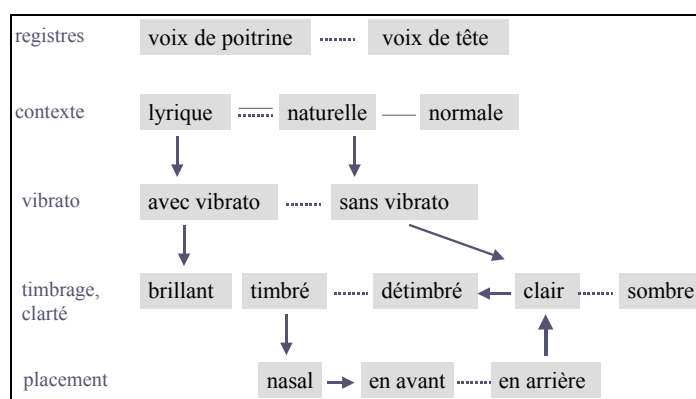 registres voix de poitrine voix de tête
contexte lyrique naturelle normale
vibrato avec vibrato sans vibrato
timbrage, brillant timbré détimbré clair sombre
clarté
placement nasal en avant en arrière